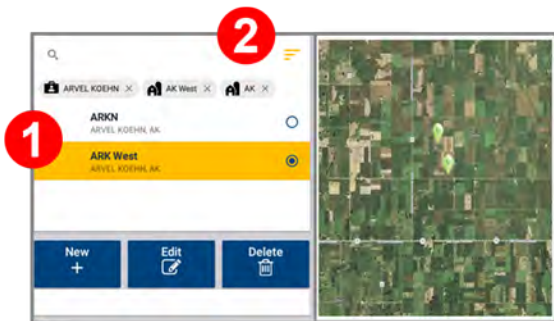 2
ARVEL KOEHN × AK West × AK ×
1
ARKN
ARVEL KOEHN, AK
ARK West
ARVEL KOEHN, AK
New Edit Delete
+